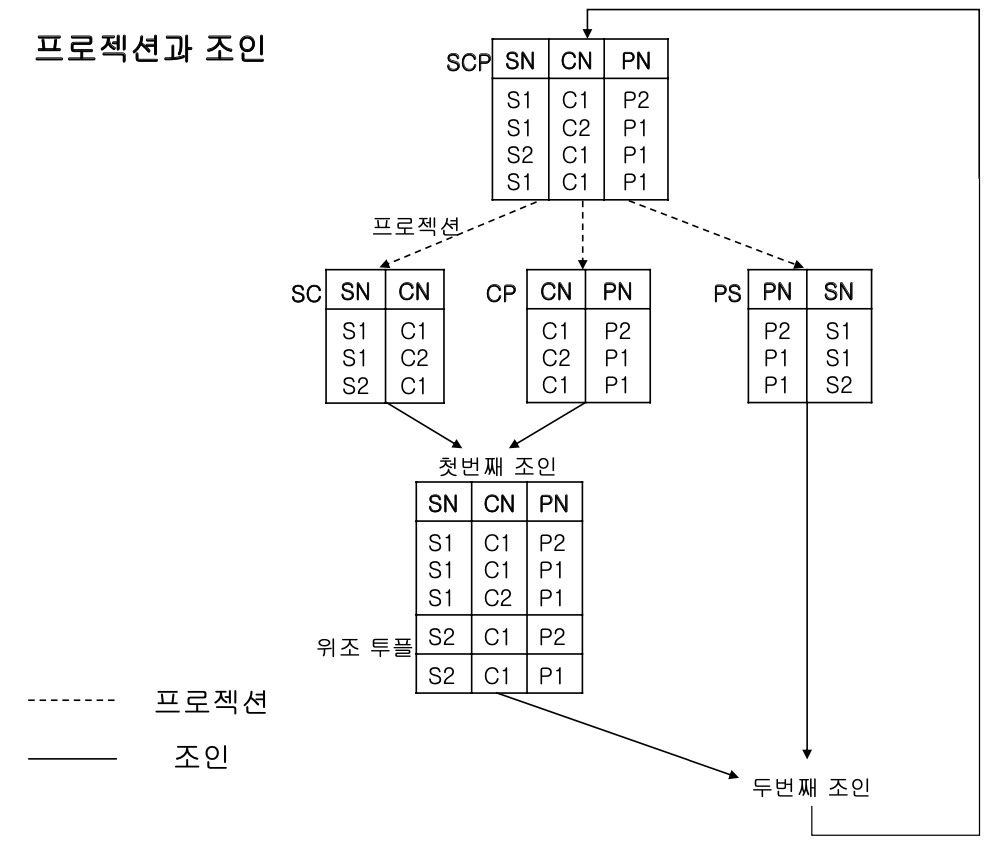 프로젝션과 조인
SCP SN CN PN
S1 C1 P2
S1 C2 P1
S2 C1 P1
S1 C1 P1
프로젝션
SC SN CN
S1 C1
S1 C2
S2 C1
CP CN PN
C1 P2
C2 P1
C1 P1
PS PN SN
P2 S1
P1 S1
P1 S2
첫번째 조인
SN CN PN
S1 C1 P2
S1 C1 P1
S1 C2 P1
위조 투플 S2 C1 P2
S2 C1 P1
프로젝션
조인
두번째 조인